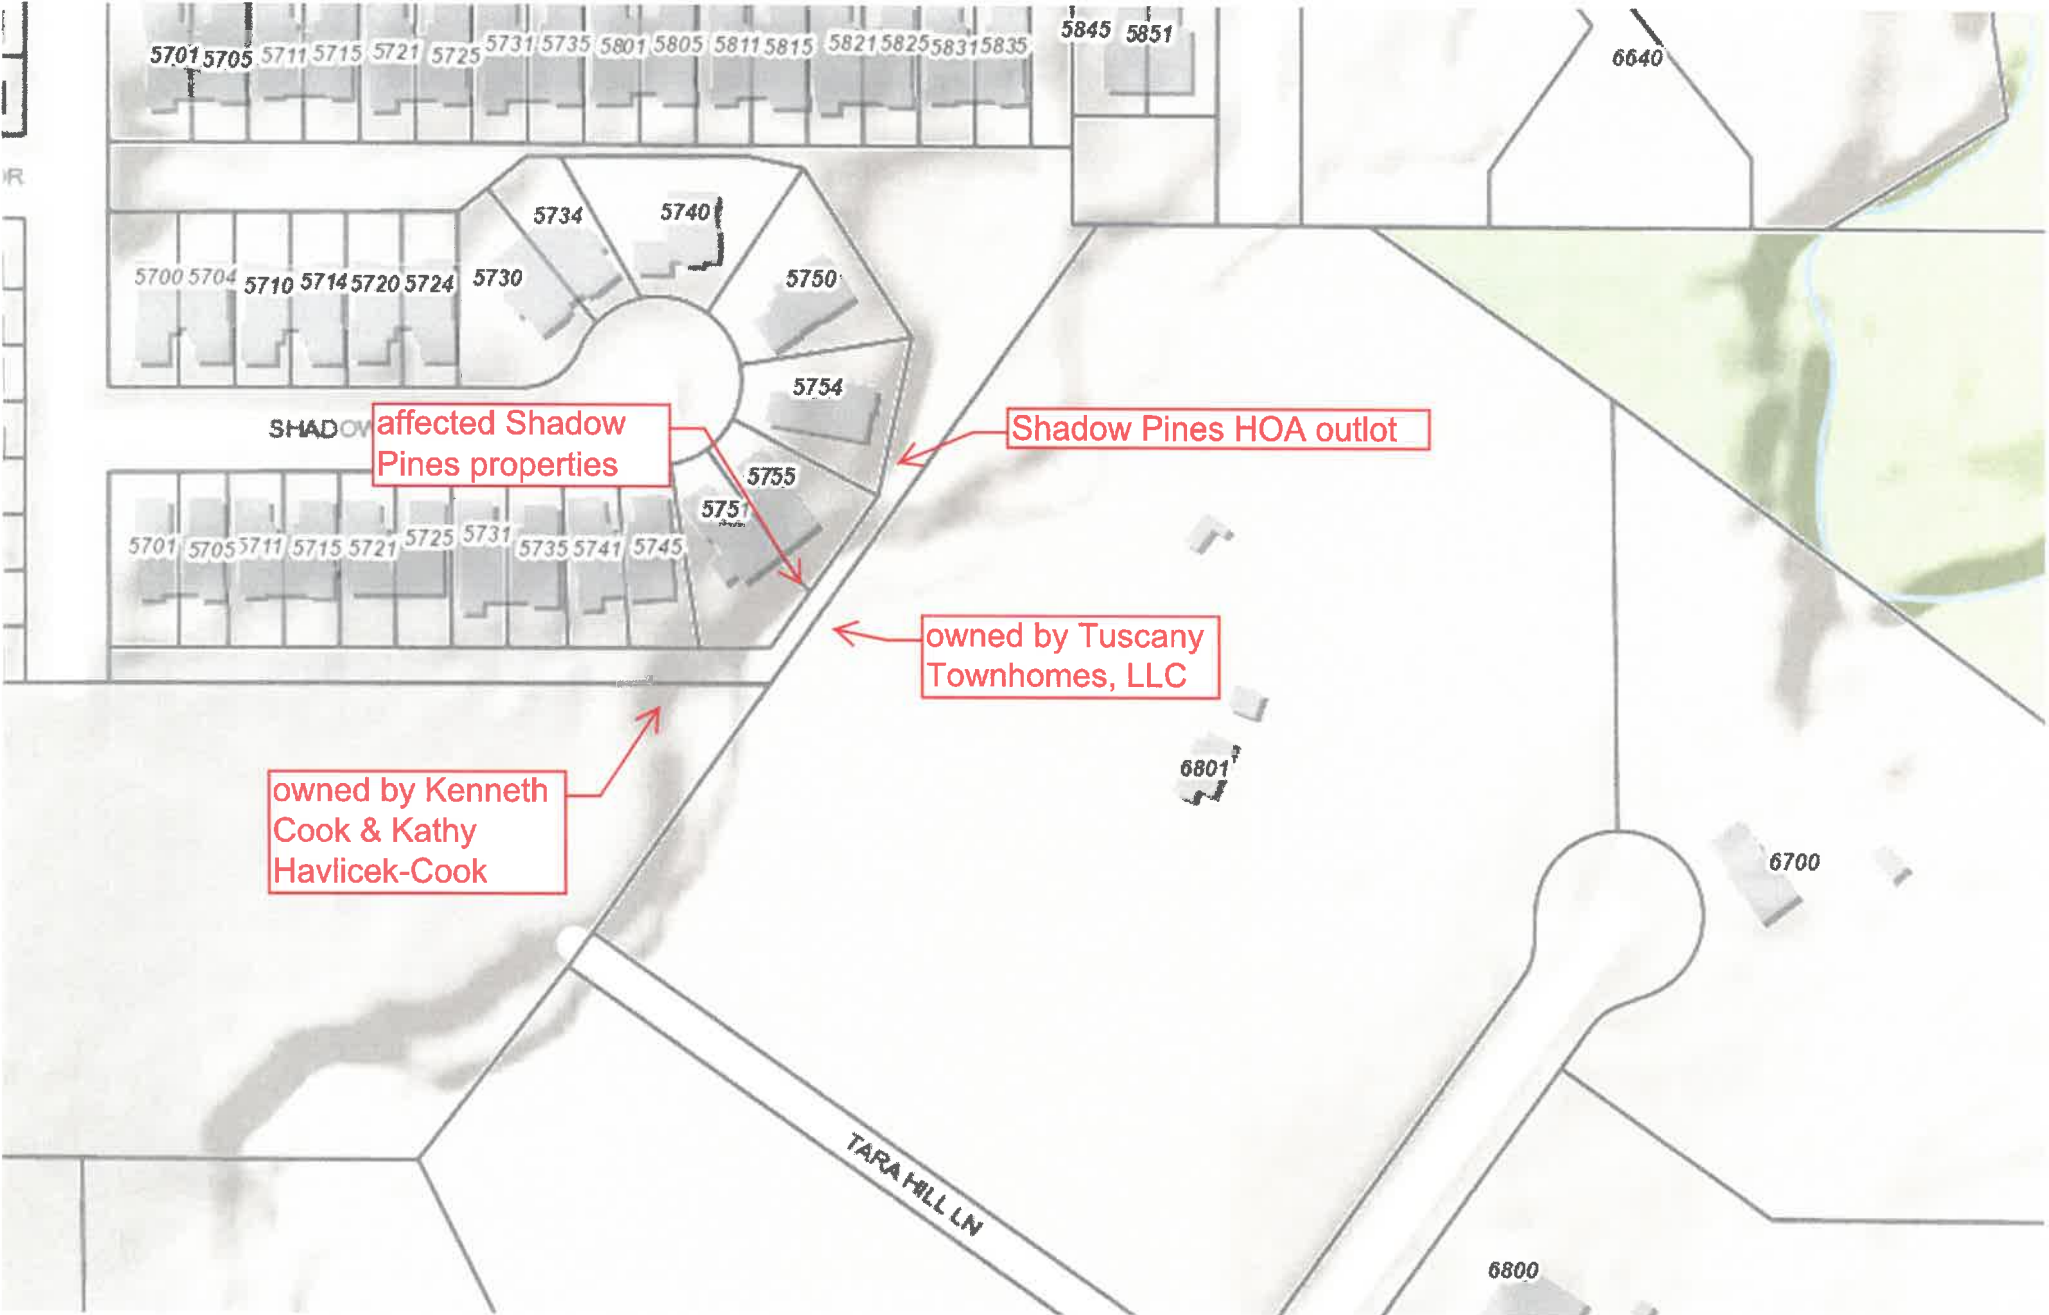 5701 5705 5711 5715 5721 5725 5731 5735 5801 5805 5811 5815 5821 5825 5831 5835 5845 5851
6640
5734 5740
5700 5704 5710 5714 5720 5724 5730 5750
5754
affected Shadow
Pines properties
Shadow Pines HOA outlot
5755
5751
5701 5705 5711 5715 5721 5725 5731 5735 5741 5745
owned by Tuscany
Townhomes, LLC
6801
owned by Kenneth
Cook & Kathy
Havlicek-Cook
6700
TARA HILL LN
6800